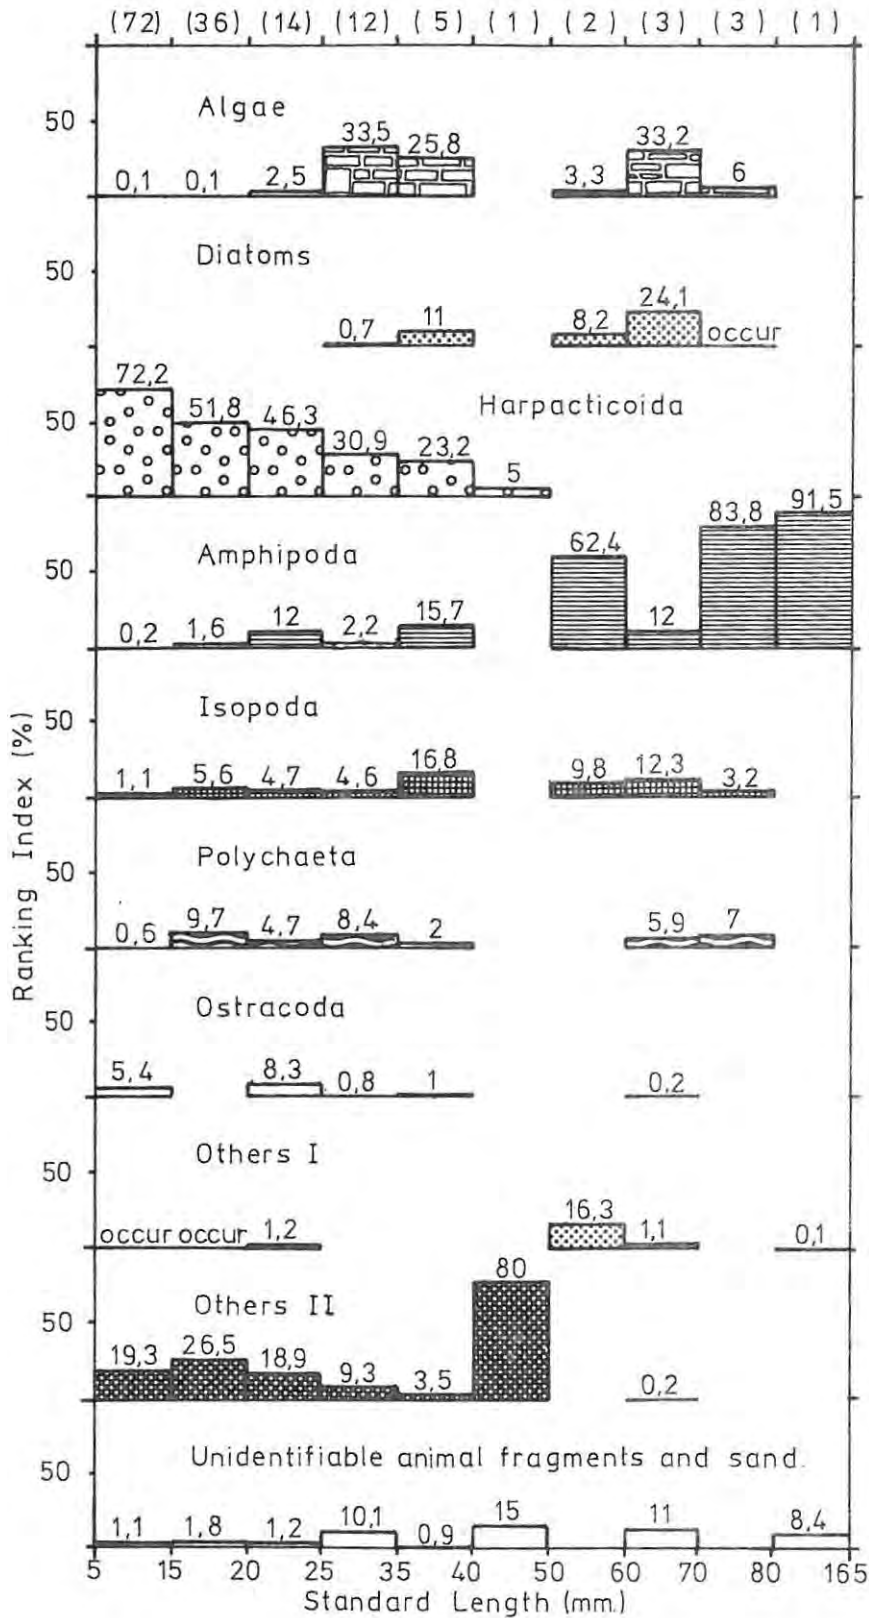 (72) (36) (14) (12) (5) (1) (2) (3) (3) (1)
Algae
50
0,1 0,1 2,5 33,5 25,8 3,3 33,2 6
Diatoms
50
0,7 11 8,2 24,1 occur
Harpacticoida
50
72,2 51,8 46,3 30,9 23,2 5
Amphipoda
50
0,2 1,6 12 2,2 15,7 62,4 12 83,8 91,5
Isopoda
50
1,1 5,6 4,7 4,6 16,8 9,8 12,3 3,2
Polychaeta
50
0,6 9,7 4,7 8,4 2 5,9 7
Ostracoda
50
5,4 8,3 0,8 1 0,2
Others I
50
occur occur 1,2 16,3 1,1 0,1
Others II
50
19,3 26,5 18,9 9,3 3,5 80 0,2
Unidentifiable animal fragments and sand.
50
1,1 1,8 1,2 10,1 0,9 15 11 8,4
5 15 20 25 35 40 50 60 70 80 165
Standard Length (mm.)
Ranking Index (%)